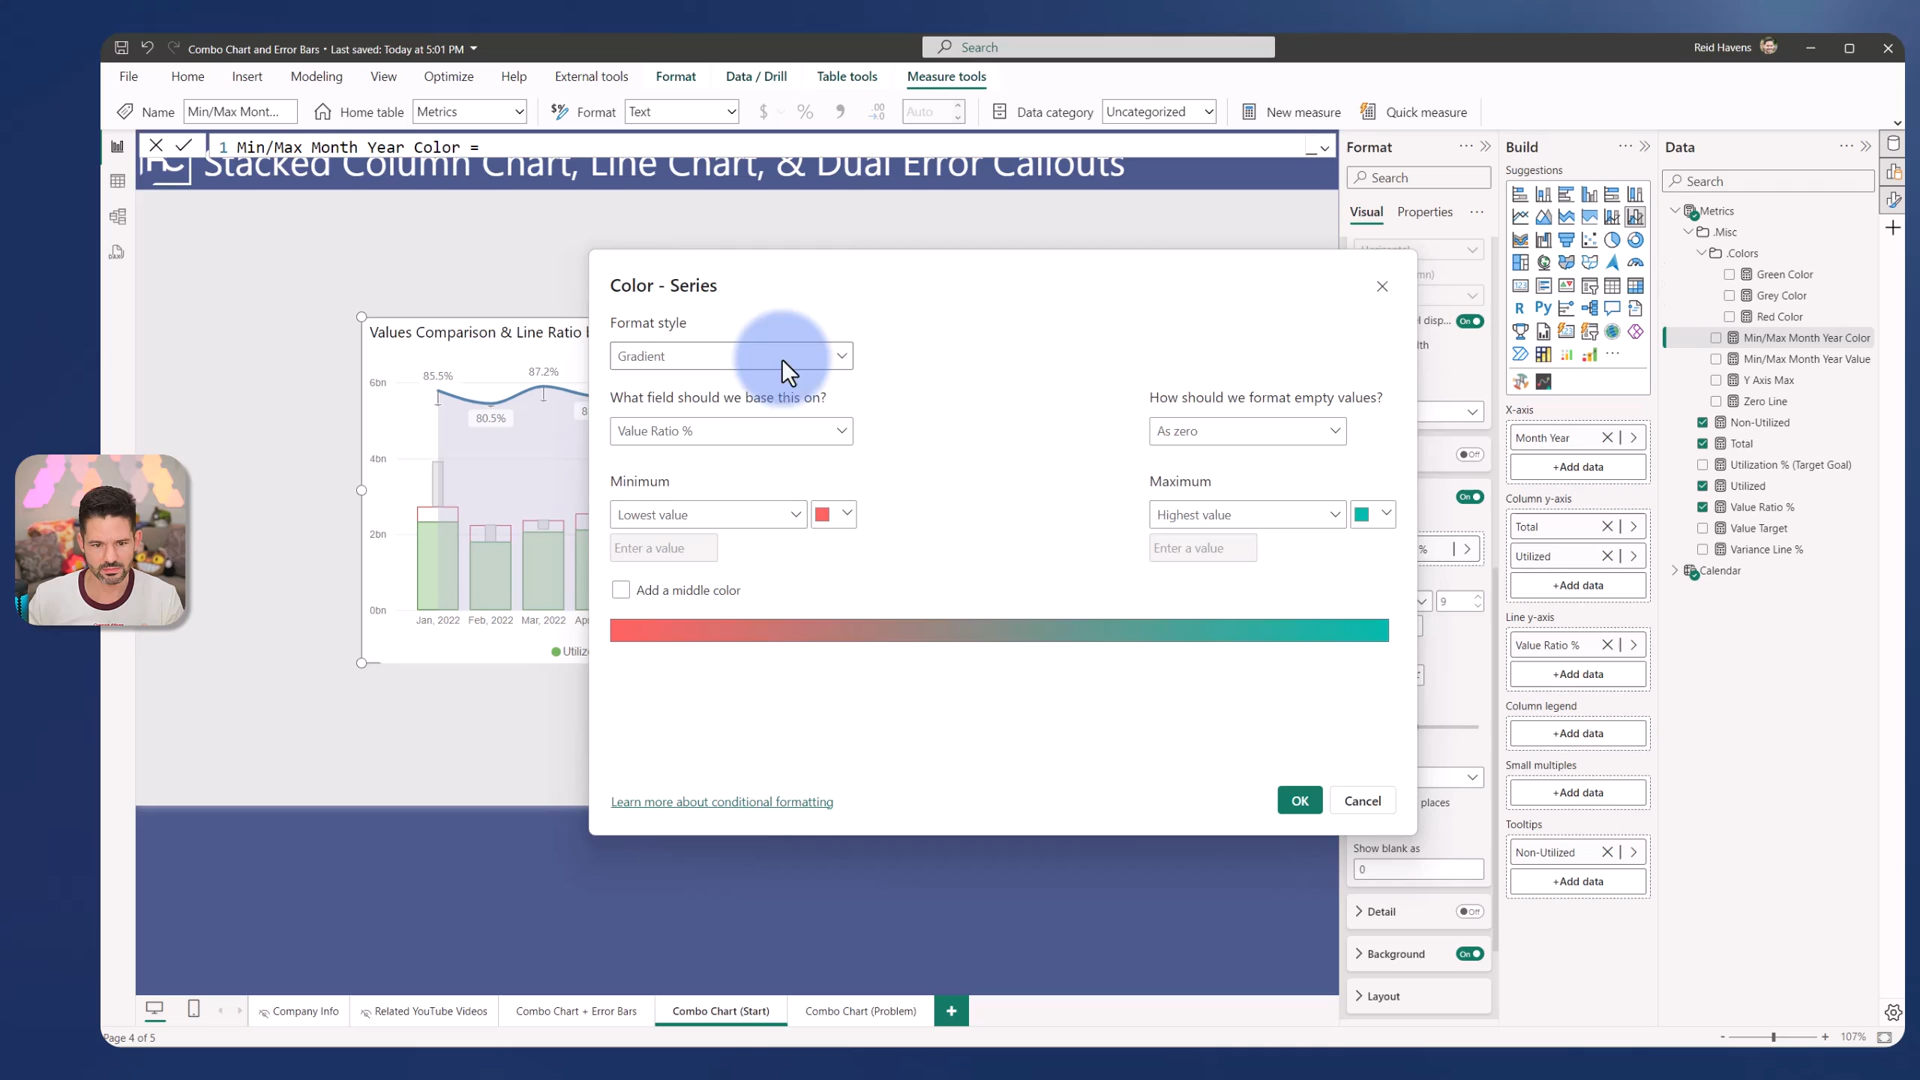 Combo Chart and Error Bars • Last saved: Today at 5:01 PM
Search
Reid Havens
File
Home
Insert
Modeling
View
Optimize
Help
External tools
Format
Data / Drill
Table tools
Measure tools
Name
Min/Max Mont...
Home table
Metrics
Format
Text
$
%
Auto
Data category
Uncategorized
New measure
Quick measure
1 Min/Max Month Year Color =
Stacked Column Chart, Line Chart, & Dual Error Callouts
Values Comparison & Line Ratio b
85.5%
87.2%
80.5%
6bn
4bn
2bn
0bn
Jan, 2022
Feb, 2022
Mar, 2022
Color - Series
Format style
Gradient
What field should we base this on?
Value Ratio %
How should we format empty values?
As zero
Minimum
Lowest value
Enter a value
Maximum
Highest value
Enter a value
Add a middle color
Learn more about conditional formatting
OK
Cancel
Format
Search
Visual
Properties
On
Off
On
%
9
places
Show blank as
0
Detail
Off
Background
On
Layout
Build
Suggestions
R
Py
123
X-axis
Month Year
+Add data
Column y-axis
Total
Utilized
+Add data
Line y-axis
Value Ratio %
+Add data
Column legend
+Add data
Small multiples
+Add data
Tooltips
Non-Utilized
+Add data
Data
Search
Metrics
.Misc
.Colors
Green Color
Grey Color
Red Color
Min/Max Month Year Color
Min/Max Month Year Value
Y Axis Max
Zero Line
Non-Utilized
Total
Utilization % (Target Goal)
Utilized
Value Ratio %
Value Target
Variance Line %
Calendar
Company Info
Related YouTube Videos
Combo Chart + Error Bars
Combo Chart (Start)
Combo Chart (Problem)
Page 4 of 5
107%